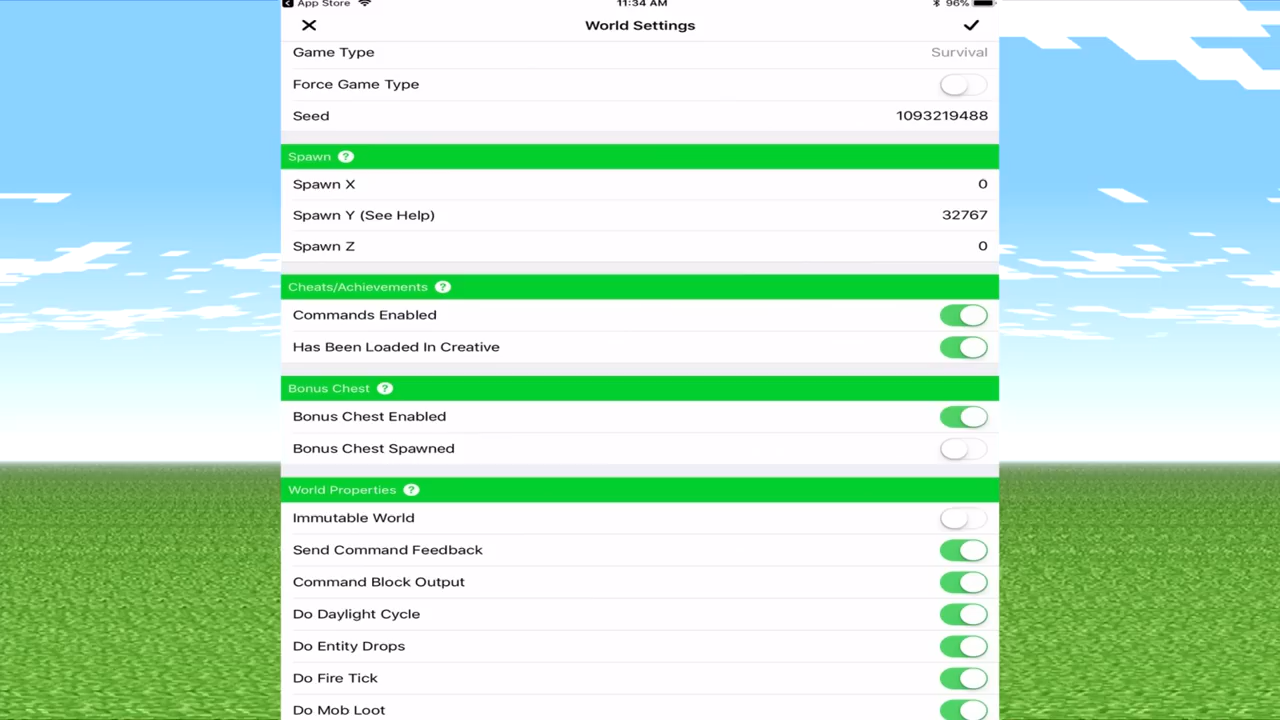 App Store 11:34 AM 96%
World Settings
Game Type Survival
Force Game Type
Seed 1093219488
Spawn ?
Spawn X 0
Spawn Y (See Help) 32767
Spawn Z 0
Cheats/Achievements ?
Commands Enabled
Has Been Loaded In Creative
Bonus Chest ?
Bonus Chest Enabled
Bonus Chest Spawned
World Properties ?
Immutable World
Send Command Feedback
Command Block Output
Do Daylight Cycle
Do Entity Drops
Do Fire Tick
Do Mob Loot